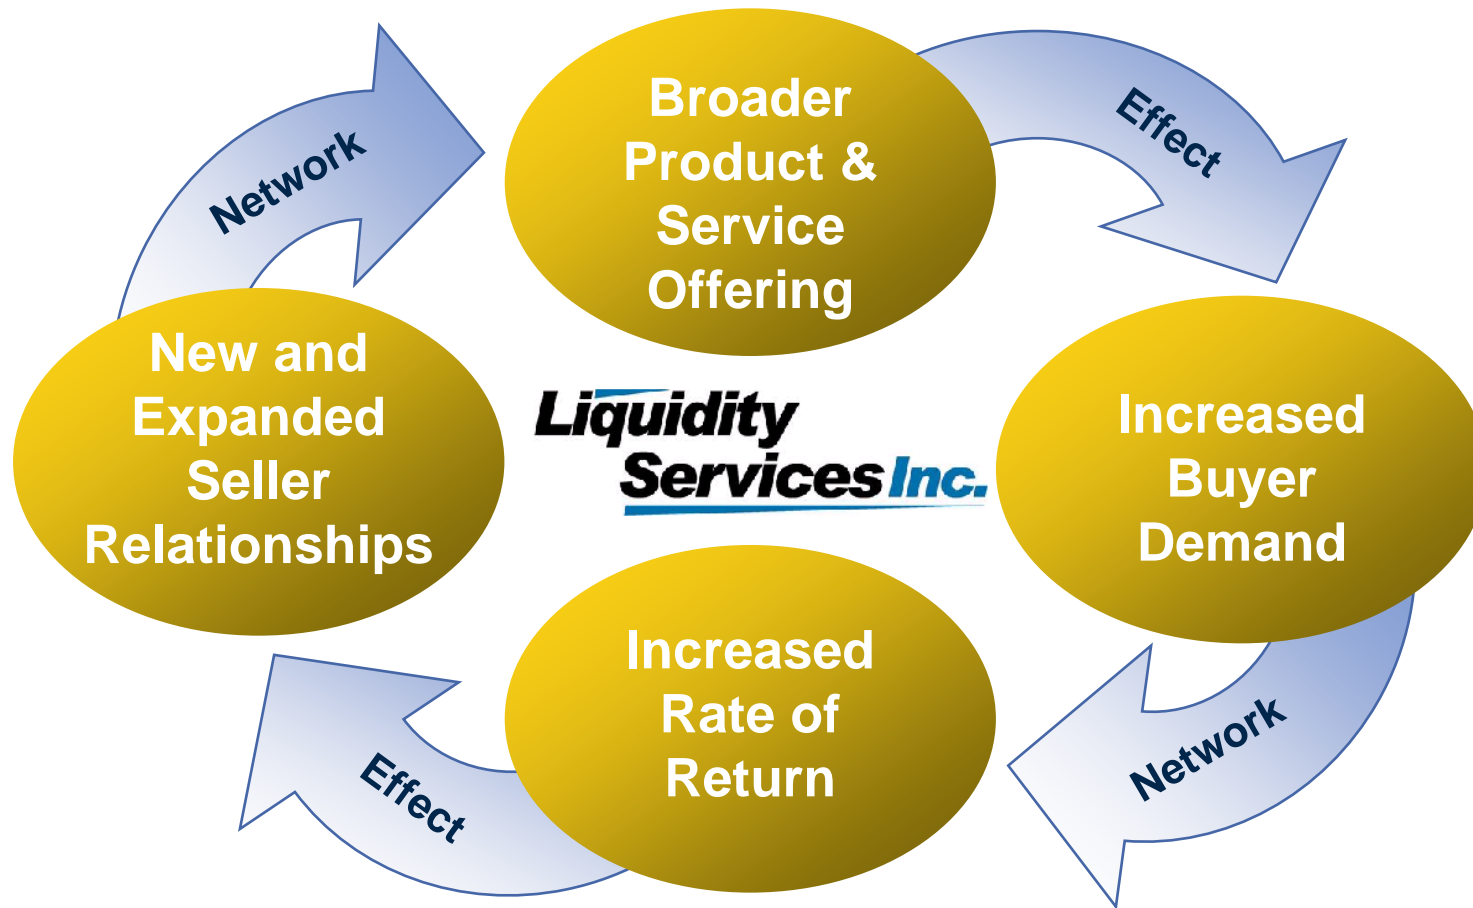 Broader
Product &
Service
Offering
Effect
Increased
Buyer
Demand
Network
Increased
Rate of
Return
Effect
New and
Expanded
Seller
Relationships
Network
Liquidity
Services Inc.